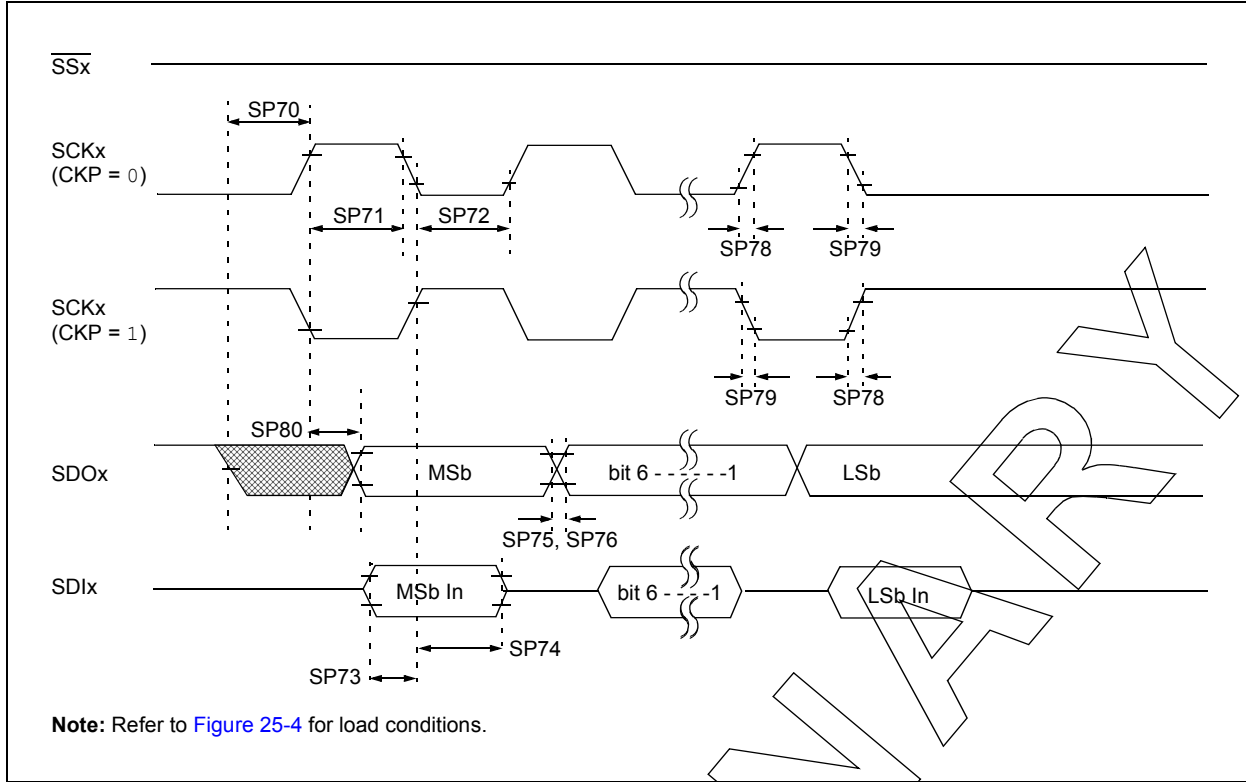 SSx
SP70
SCKx
(CKP = 0)
SP71 SP72
SP78 SP79
SCKx
(CKP = 1)
SP79 SP78
SP80
SDOx
MSb bit 6 - - - - - -1 LSb
SP75, SP76
SDIx
MSb In bit 6 - - - - -1 LSb In
SP74
SP73
Note: Refer to Figure 25-4 for load conditions.
VARY